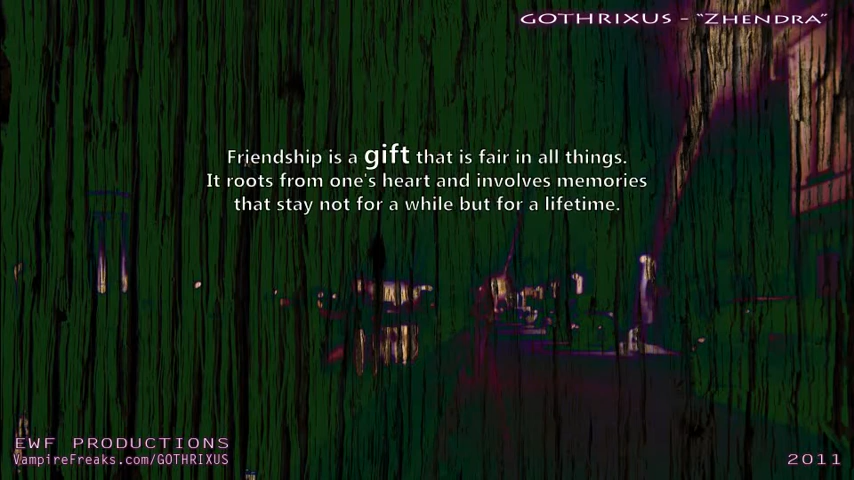 GOTHRIXUS - "ZHENDRA"
Friendship is a gift that is fair in all things.
It roots from one's heart and involves memories
that stay not for a while but for a lifetime.
EWF PRODUCTIONS
VampireFreaks.com/GOTHRIXUS
2011